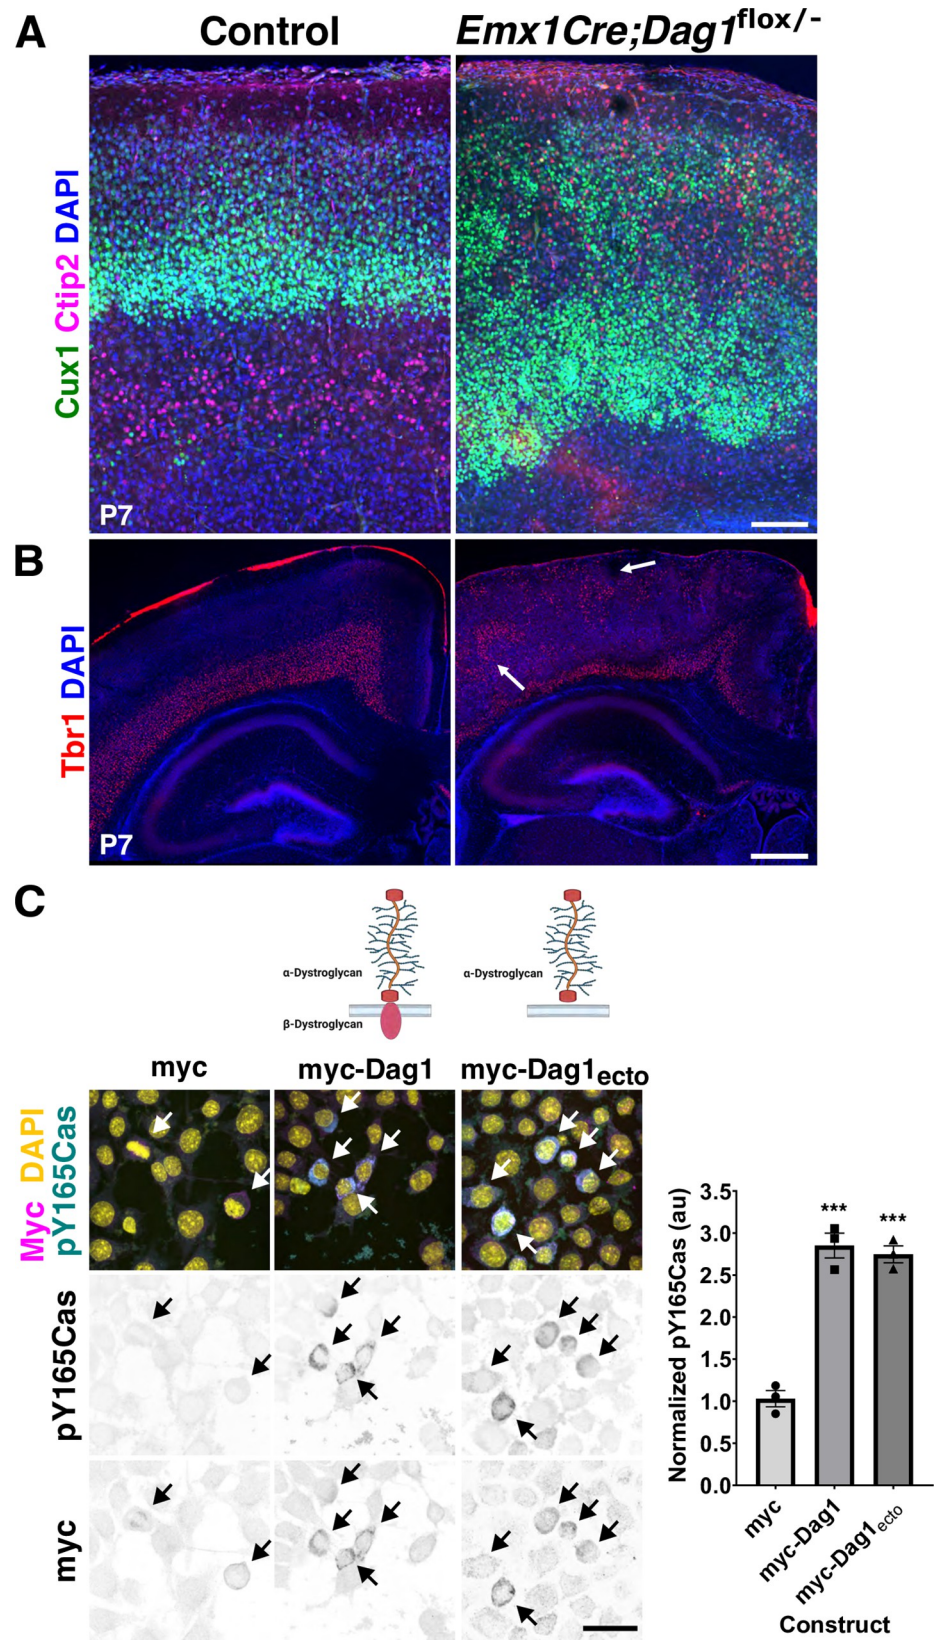 A
Control
Emx1Cre;Dag1flox/-
Cux1 Ctip2 DAPI
P7
B
Tbr1 DAPI
P7
C
α-Dystroglycan
β-Dystroglycan
α-Dystroglycan
myc
myc-Dag1
myc-Dag1ecto
Myc DAPI
pY165Cas
pY165Cas
myc
Normalized pY165Cas (au)
3.5
3.0
2.5
2.0
1.5
1.0
0.5
0.0
***
***
myc
myc-Dag1
myc-Dag1ecto
Construct